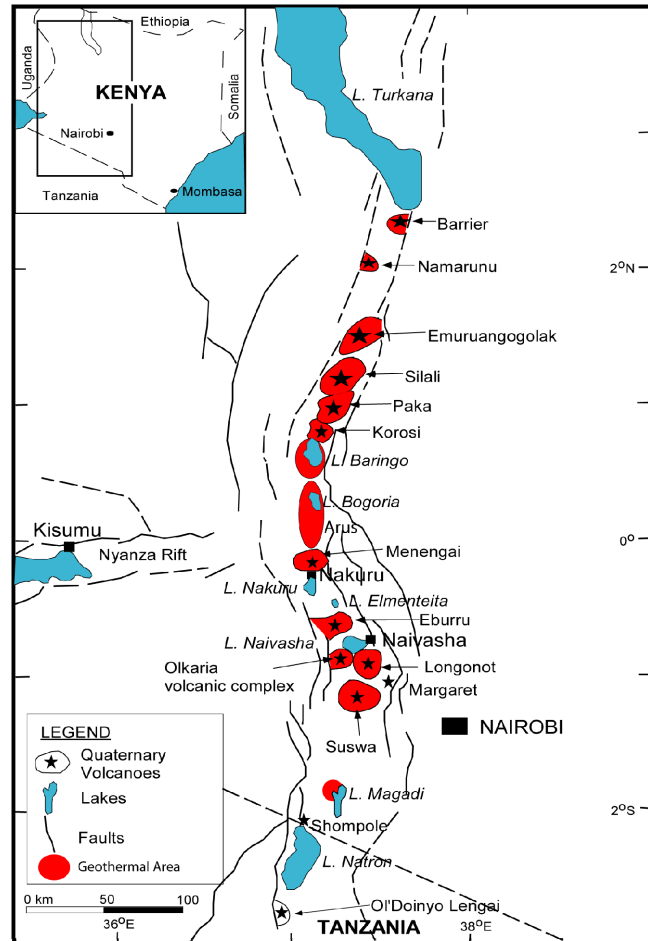 Ethiopia
Uganda
KENYA
Somalia
Nairobi
Tanzania
Mombasa
L. Turkana
Barrier
Namarunu
2°N
Emuruangogolak
Silali
Paka
Korosi
L. Baringo
L. Bogoria
Arus
Kisumu
Nyanza Rift
Menengai
0°
Nakuru
L. Nakuru
L. Elmenteita
Eburru
L. Naivasha
Naivasha
Olkaria
volcanic complex
Longonot
Margaret
NAIROBI
Suswa
LEGEND
Quaternary
Volcanoes
Lakes
Faults
Geothermal Area
L. Magadi
2°S
Shompole
L. Natron
0 km
50
100
36°E
Ol'Doinyo Lengai
TANZANIA
38°E